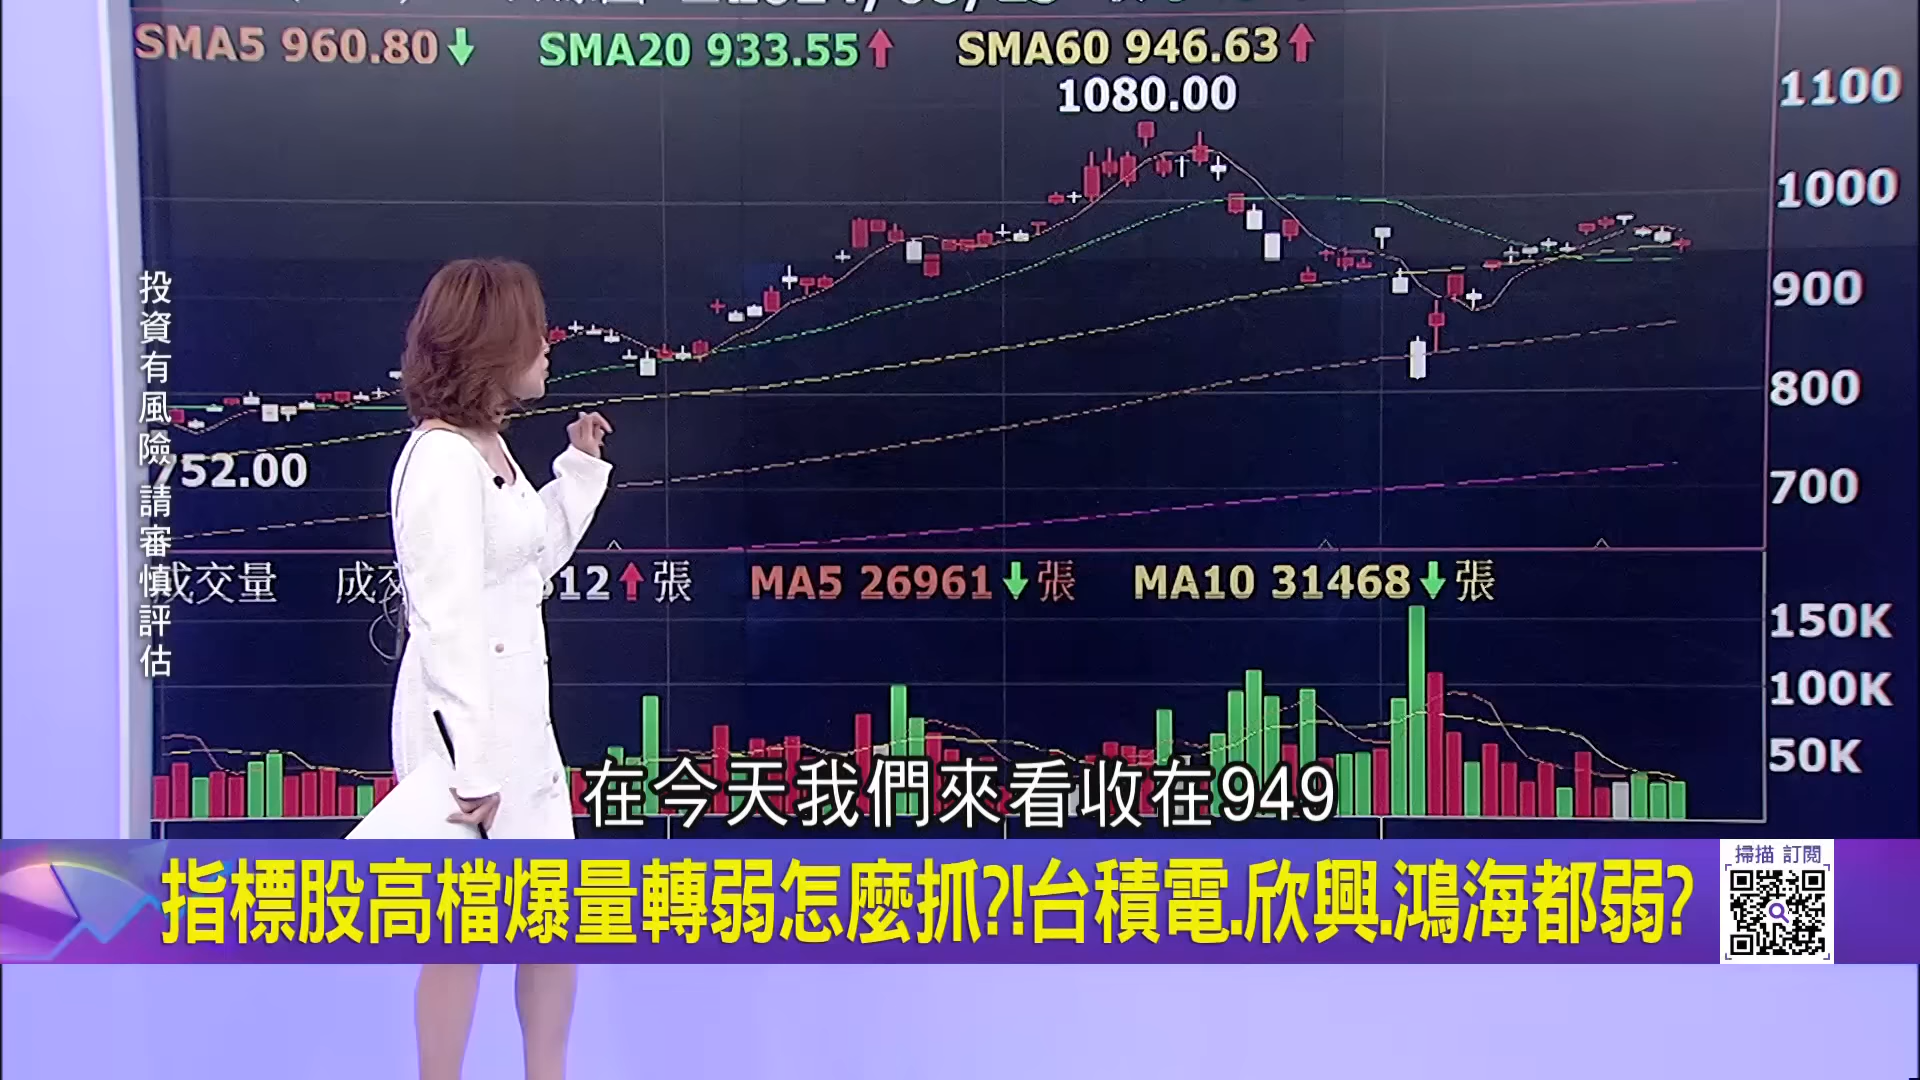 SMA5 960.80↓ SMA20 933.55↑ SMA60 946.63↑
1080.00
1100
1000
900
800
700
752.00
投資有風險 請審慎評估
成交量 612↑張 MA5 26961↓張 MA10 31468↓張
150K
100K
50K
在今天我們來看收在949
指標股高檔爆量轉弱怎麼抓?!台積電.欣興.鴻海都弱?
掃描 訂閱